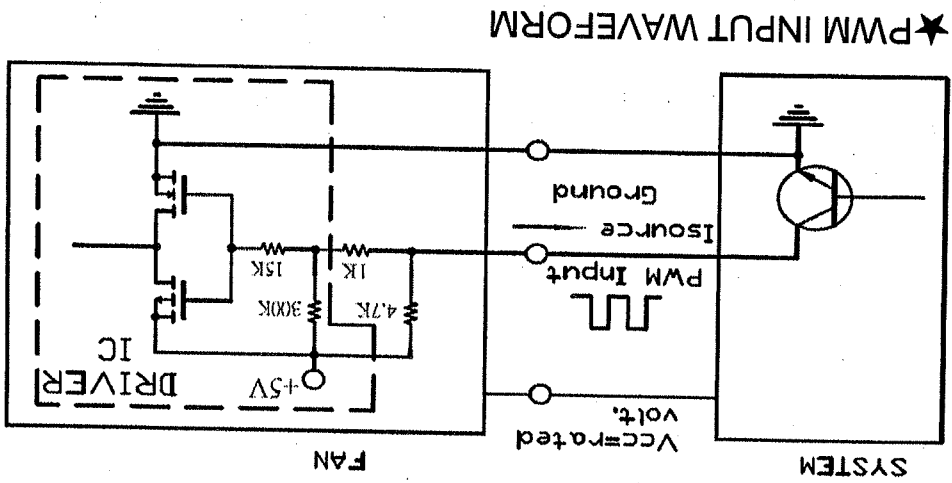 SYSTEM
FAN
Vcc=rated
volt.
+5V
DRIVER
IC
4.7K
300K
PWM Input
1K
15K
Isource
Ground
★PWM INPUT WAVEFORM